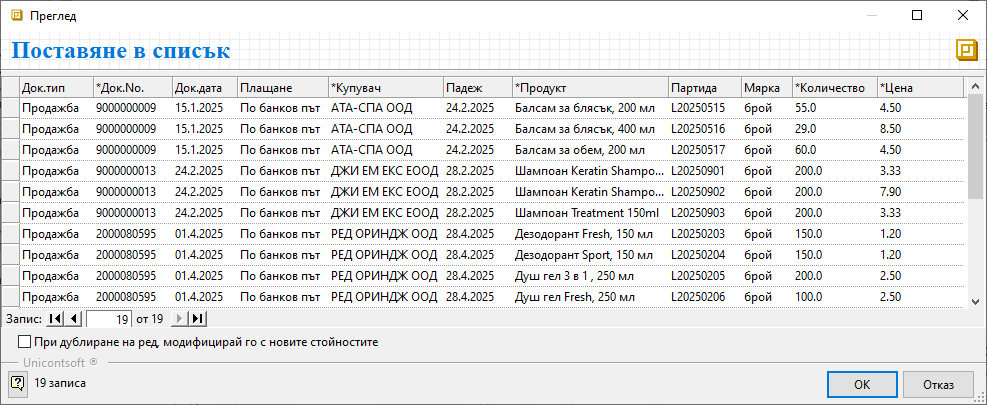 Преглед
Поставяне в списък
Док.тип *Док.No. Док.дата Плащане *Купувач Падеж *Продукт Партида Мярка *Количество *Цена
Продажба 9000000009 15.1.2025 По банков път АТА-СПА ООД 24.2.2025 Балсам за блясък, 200 мл L20250515 брой 55.0 4.50
Продажба 9000000009 15.1.2025 По банков път АТА-СПА ООД 24.2.2025 Балсам за блясък, 400 мл L20250516 брой 29.0 8.50
Продажба 9000000009 15.1.2025 По банков път АТА-СПА ООД 24.2.2025 Балсам за обем, 200 мл L20250517 брой 60.0 4.50
Продажба 9000000013 24.2.2025 По банков път ДЖИ ЕМ ЕКС ЕООД 28.2.2025 Шампоан Keratin Shampo... L20250901 брой 200.0 3.33
Продажба 9000000013 24.2.2025 По банков път ДЖИ ЕМ ЕКС ЕООД 28.2.2025 Шампоан Keratin Shampo... L20250902 брой 200.0 7.90
Продажба 9000000013 24.2.2025 По банков път ДЖИ ЕМ ЕКС ЕООД 28.2.2025 Шампоан Treatment 150ml L20250903 брой 200.0 3.33
Продажба 2000080595 01.4.2025 По банков път РЕД ОРИНДЖ ООД 28.4.2025 Дезодорант Fresh, 150 мл L20250203 брой 150.0 1.20
Продажба 2000080595 01.4.2025 По банков път РЕД ОРИНДЖ ООД 28.4.2025 Дезодорант Sport, 150 мл L20250204 брой 150.0 1.20
Продажба 2000080595 01.4.2025 По банков път РЕД ОРИНДЖ ООД 28.4.2025 Душ гел 3 в 1 , 250 мл L20250205 брой 200.0 2.50
Продажба 2000080595 01.4.2025 По банков път РЕД ОРИНДЖ ООД 28.4.2025 Душ гел Fresh, 250 мл L20250206 брой 100.0 2.50
Запис: 19 от 19
При дублиране на ред, модифицирай го с новите стойностите
Unicontsoft ®
19 записа OK Отказ